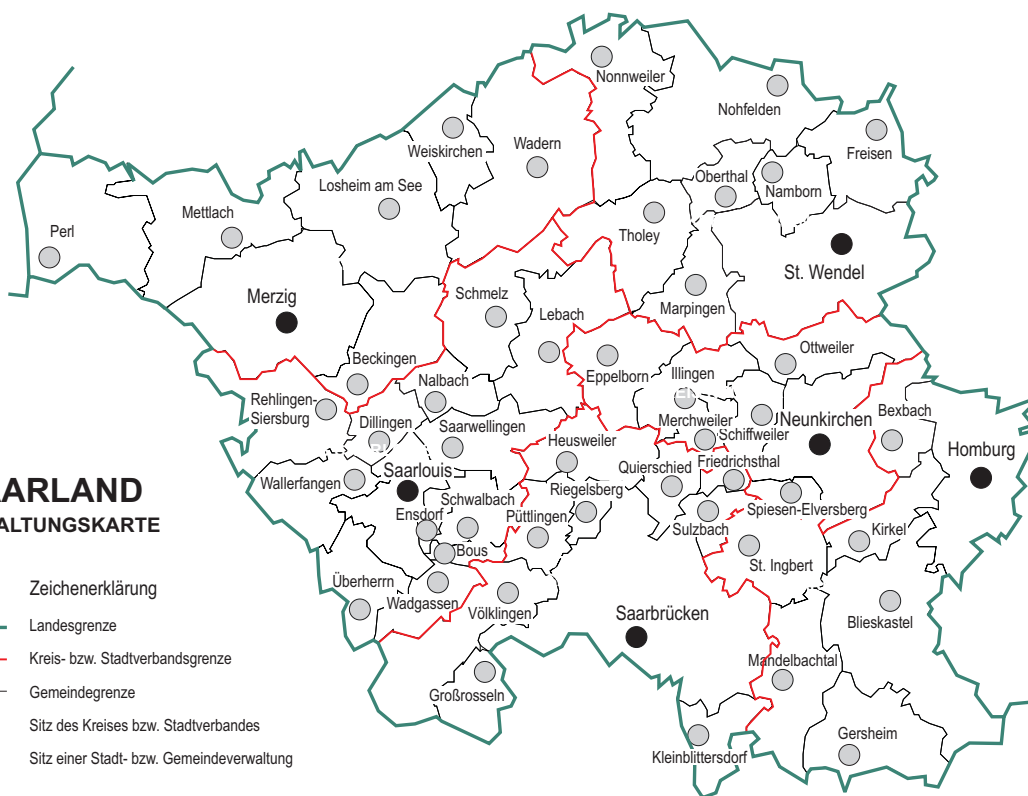 Nonnweiler
Nohfelden
Weiskirchen
Wadern
Freisen
Oberthal
Namborn
Losheim am See
Mettlach
Perl
Tholey
St. Wendel
Merzig
Schmelz
Lebach
Marpingen
Beckingen
Nalbach
Eppelborn
Illingen
Ottweiler
Rehlingen-
Siersburg
Dillingen
Saarwellingen
Merchweiler
Schiffweiler
Neunkirchen
Bexbach
Homburg
Heusweiler
Quierschied
Friedrichsthal
Wallerfangen
Saarlouis
Schwalbach
Ensdorf
Bous
Riegelsberg
Püttlingen
Sulzbach
Spiesen-Elversberg
Kirkel
St. Ingbert
Überherrn
Wadgassen
Völklingen
Saarbrücken
Blieskastel
Großrosseln
Mandelbachtal
Kleinblittersdorf
Gersheim
ARLAND
ALTUNGSKARTE
Zeichenerklärung
Landesgrenze
Kreis- bzw. Stadtverbandsgrenze
Gemeindegrenze
Sitz des Kreises bzw. Stadtverbandes
Sitz einer Stadt- bzw. Gemeindeverwaltung